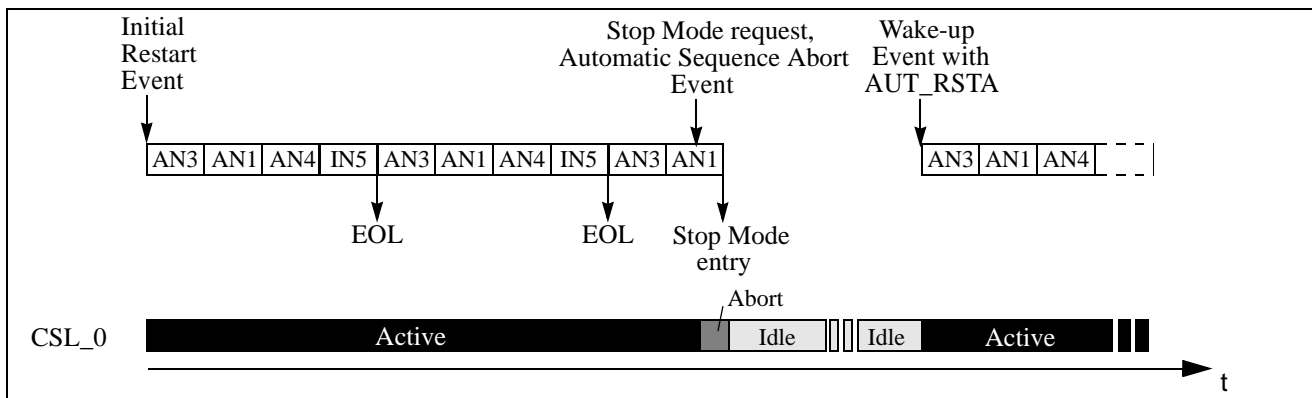 Initial
Restart
Event
Stop Mode request,
Automatic Sequence Abort
Event
Wake-up
Event with
AUT_RSTA
AN3 AN1 AN4 IN5 AN3 AN1 AN4 IN5 AN3 AN1
AN3 AN1 AN4
EOL
EOL
Stop Mode
entry
Abort
CSL_0
Active
Idle
Idle
Active
t